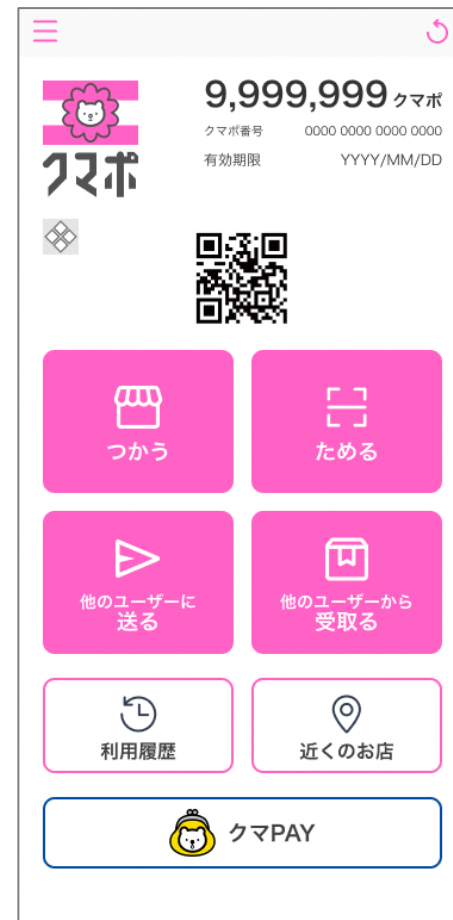 9,999,999 クマポ
クマポ番号 0000 0000 0000 0000
クマポ
有効期限 YYYY/MM/DD
つかう
ためる
他のユーザーに
送る
他のユーザーから
受取る
利用履歴
近くのお店
クマPAY